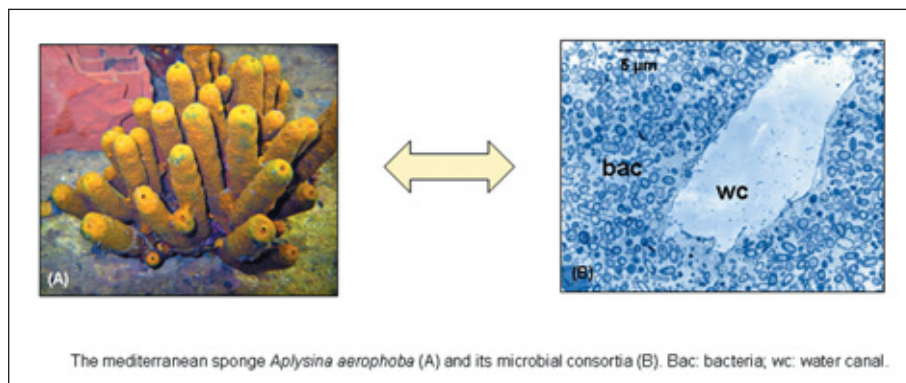 5 µm
bac
wc
(A)
(B)
The mediterranean sponge Aplysina aerophoba (A) and its microbial consortia (B). Bac: bacteria; wc: water canal.